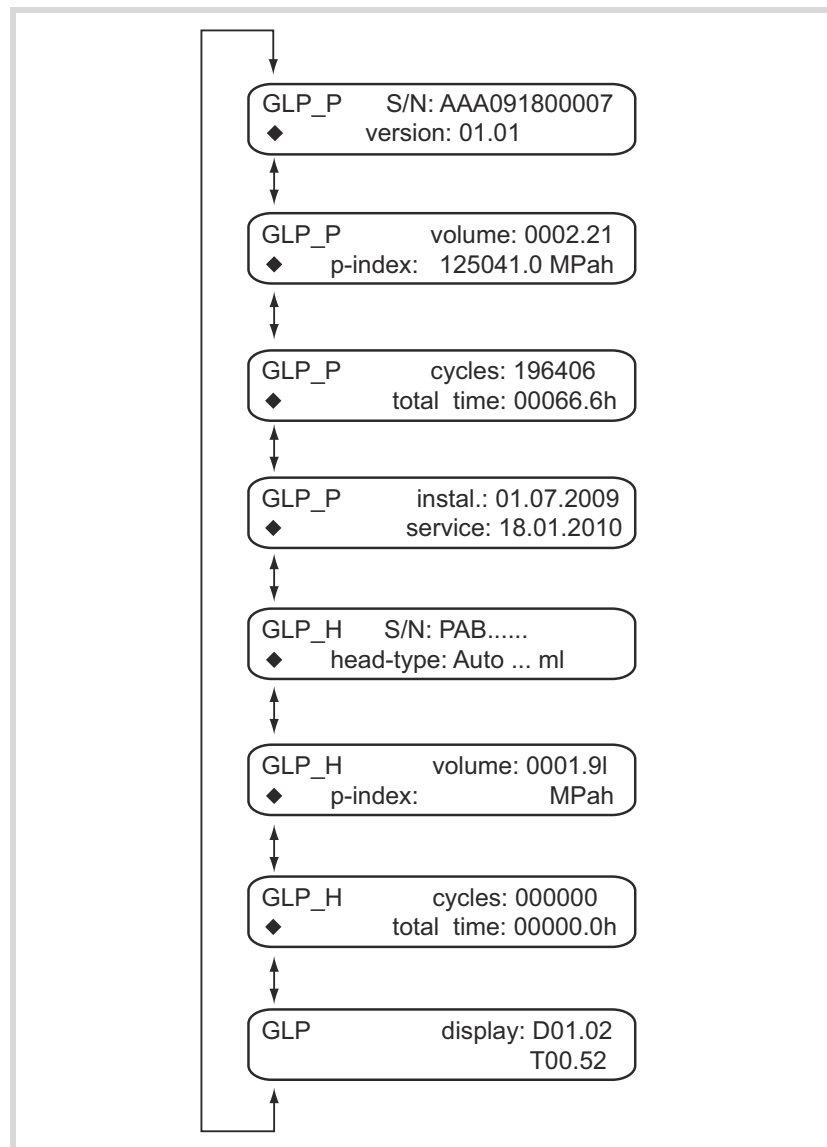 GLP_P S/N: AAA091800007
◆ version: 01.01
GLP_P volume: 0002.21
◆ p-index: 125041.0 MPah
GLP_P cycles: 196406
◆ total time: 00066.6h
GLP_P instal.: 01.07.2009
◆ service: 18.01.2010
GLP_H S/N: PAB......
◆ head-type: Auto ... ml
GLP_H volume: 0001.9l
◆ p-index: MPah
GLP_H cycles: 000000
◆ total time: 00000.0h
GLP display: D01.02
T00.52